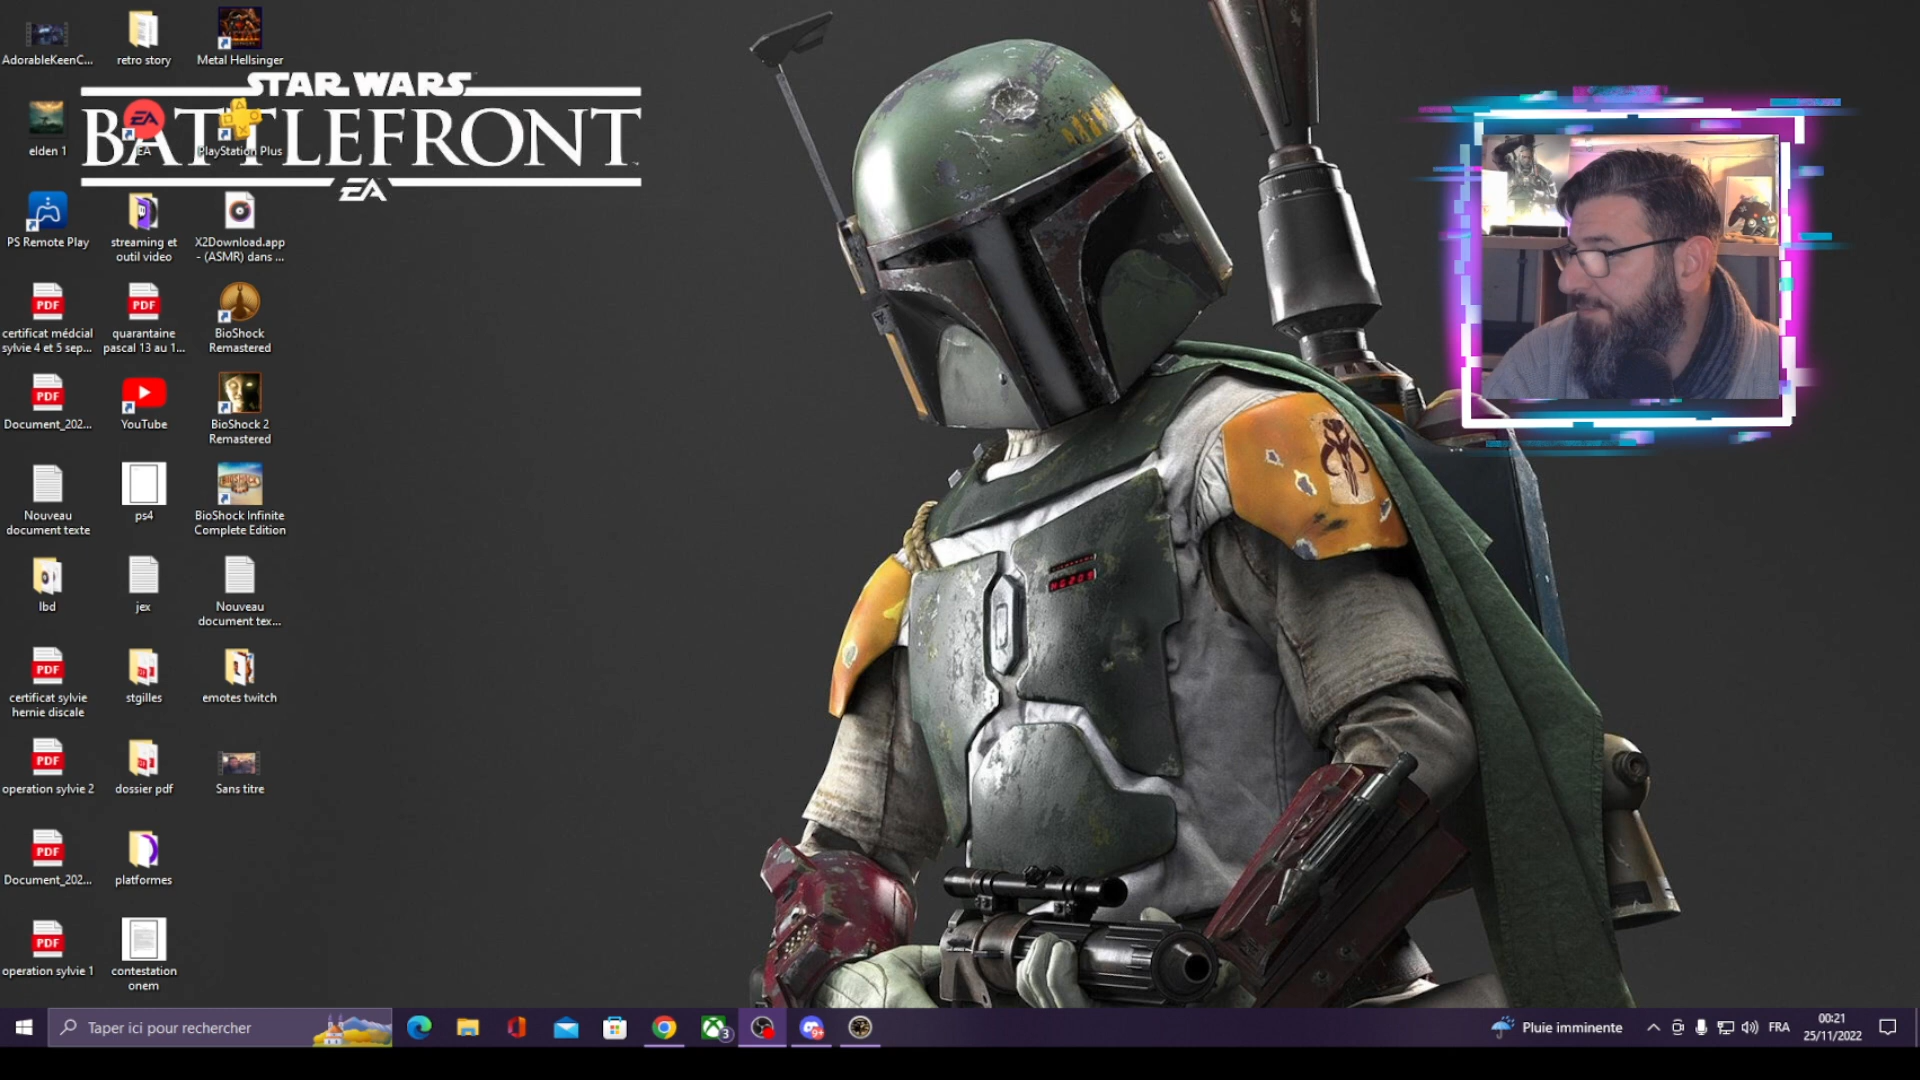 AdorableKeenC...
retro story
Metal Hellsinger
STAR WARS
BATTLEFRONT
EA
elden 1
EA
EA
PlayStation Plus
PS Remote Play
streaming et
outil video
X2Download.app
- (ASMR) dans ...
PDF
certificat médcial
sylvie 4 et 5 sep...
PDF
quarantaine
pascal 13 au 1...
BioShock
Remastered
PDF
Document_202...
YouTube
BioShock 2
Remastered
Nouveau
document texte
ps4
BioShock Infinite
Complete Edition
lbd
jex
Nouveau
document tex...
PDF
certificat sylvie
hernie discale
stgilles
emotes twitch
PDF
operation sylvie 2
dossier pdf
Sans titre
PDF
Document_202...
platformes
PDF
operation sylvie 1
contestation
onem
Taper ici pour rechercher
3
9+
Pluie imminente
FRA
00:21
25/11/2022